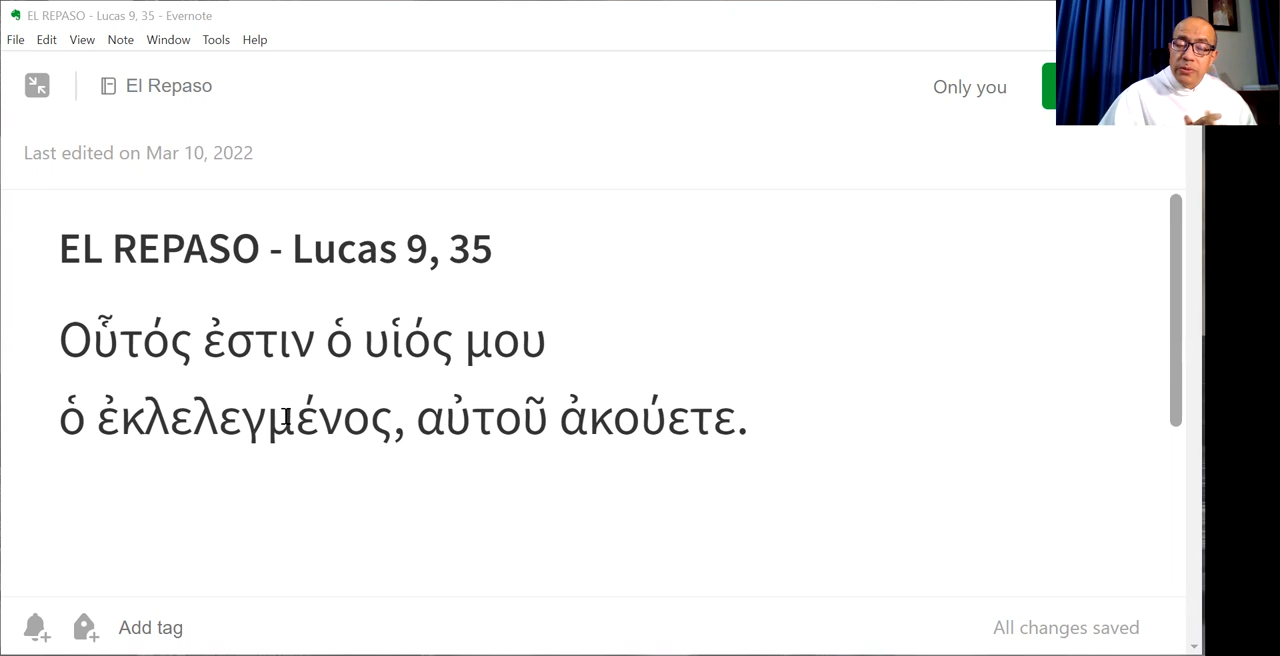 EL REPASO - Lucas 9, 35 - Evernote
File Edit View Note Window Tools Help
El Repaso
Only you
Last edited on Mar 10, 2022
EL REPASO - Lucas 9, 35
Οὗτός ἐστιν ὁ υἱός μου
ὁ ἐκλελεγμένος, αὐτοῦ ἀκούετε.
Add tag
All changes saved